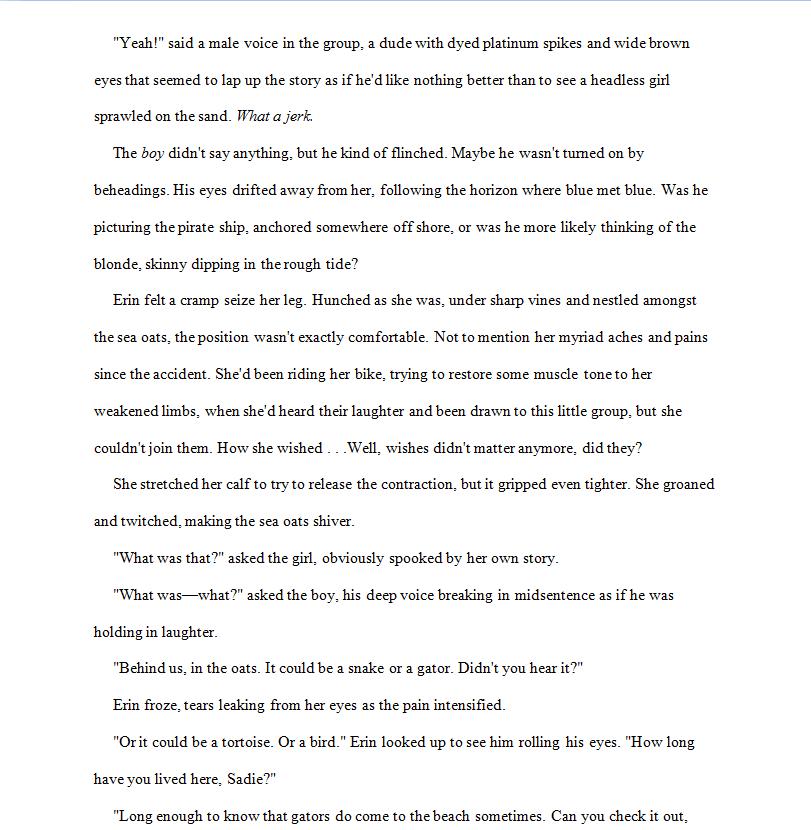 "Yeah!" said a male voice in the group, a dude with dyed platinum spikes and wide brown
eyes that seemed to lap up the story as if he'd like nothing better than to see a headless girl
sprawled on the sand. What a jerk.
The boy didn't say anything, but he kind of flinched. Maybe he wasn't turned on by
beheadings. His eyes drifted away from her, following the horizon where blue met blue. Was he
picturing the pirate ship, anchored somewhere off shore, or was he more likely thinking of the
blonde, skinny dipping in the rough tide?
Erin felt a cramp seize her leg. Hunched as she was, under sharp vines and nestled amongst
the sea oats, the position wasn't exactly comfortable. Not to mention her myriad aches and pains
since the accident. She'd been riding her bike, trying to restore some muscle tone to her
weakened limbs, when she'd heard their laughter and been drawn to this little group, but she
couldn't join them. How she wished . . .Well, wishes didn't matter anymore, did they?
She stretched her calf to try to release the contraction, but it gripped even tighter. She groaned
and twitched, making the sea oats shiver.
"What was that?" asked the girl, obviously spooked by her own story.
"What was—what?" asked the boy, his deep voice breaking in midsentence as if he was
holding in laughter.
"Behind us, in the oats. It could be a snake or a gator. Didn't you hear it?"
Erin froze, tears leaking from her eyes as the pain intensified.
"Or it could be a tortoise. Or a bird." Erin looked up to see him rolling his eyes. "How long
have you lived here, Sadie?"
"Long enough to know that gators do come to the beach sometimes. Can you check it out,